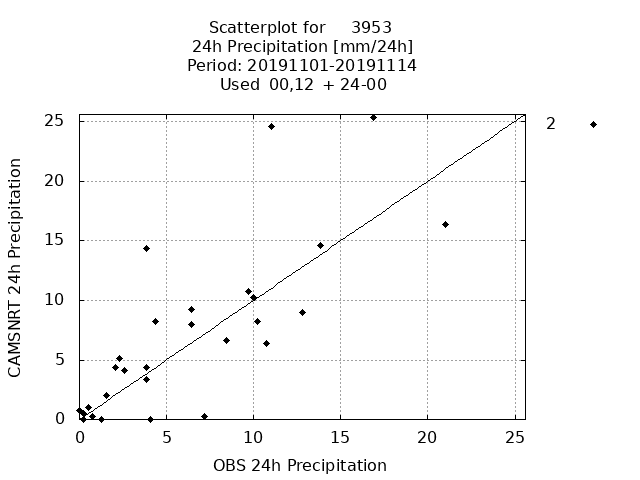 Scatterplot for 3953
24h Precipitation [mm/24h]
Period: 20191101-20191114
Used 00,12 + 24-00
25
20
15
10
5
0
0 5 10 15 20 25
CAMSNRT 24h Precipitation
OBS 24h Precipitation
2